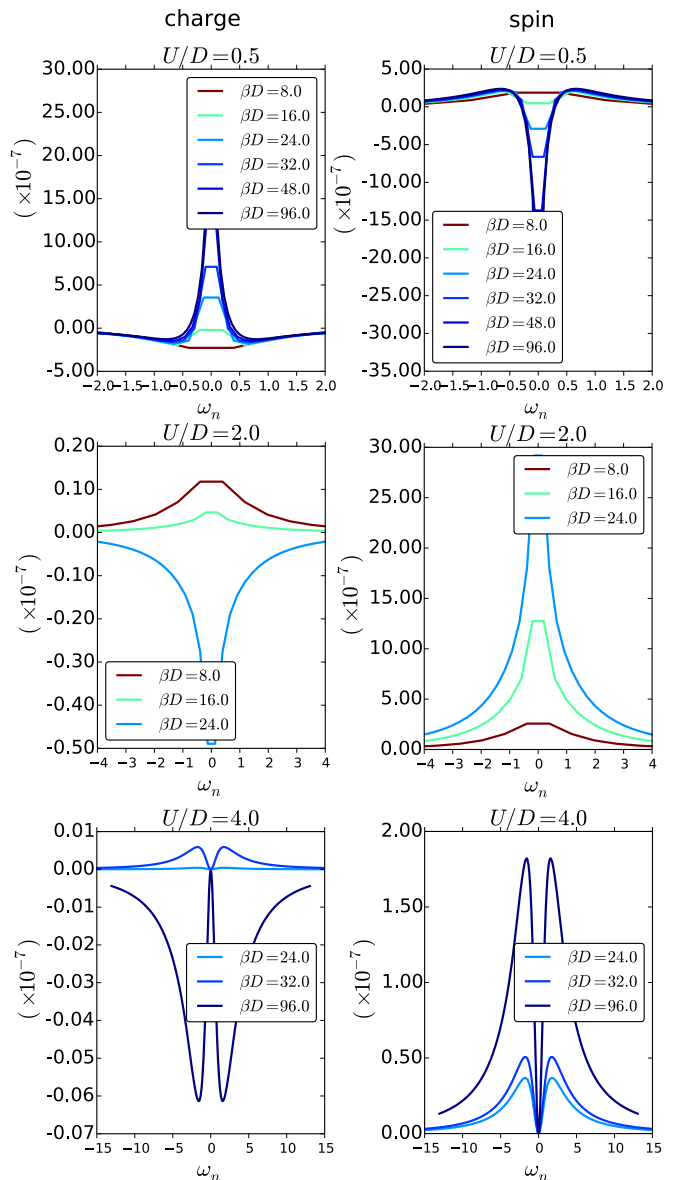 charge
U/D=0.5
( ×10⁻⁷ )
30.00
25.00
20.00
15.00
10.00
5.00
0.00
−5.00
βD=8.0
βD=16.0
βD=24.0
βD=32.0
βD=48.0
βD=96.0
−2.0 −1.5 −1.0 −0.5 0.0 0.5 1.0 1.5 2.0
ωₙ
spin
U/D=0.5
( ×10⁻⁷ )
5.00
0.00
−5.00
−10.00
−15.00
−20.00
−25.00
−30.00
−35.00
βD=8.0
βD=16.0
βD=24.0
βD=32.0
βD=48.0
βD=96.0
−2.0 −1.5 −1.0 −0.5 0.0 0.5 1.0 1.5 2.0
ωₙ
U/D=2.0
( ×10⁻⁷ )
0.20
0.10
0.00
−0.10
−0.20
−0.30
−0.40
−0.50
βD=8.0
βD=16.0
βD=24.0
−4 −3 −2 −1 0 1 2 3 4
ωₙ
U/D=2.0
( ×10⁻⁷ )
30.00
25.00
20.00
15.00
10.00
5.00
0.00
βD=8.0
βD=16.0
βD=24.0
−4 −3 −2 −1 0 1 2 3 4
ωₙ
U/D=4.0
( ×10⁻⁷ )
0.01
0.00
−0.01
−0.02
−0.03
−0.04
−0.05
−0.06
−0.07
βD=24.0
βD=32.0
βD=96.0
−15 −10 −5 0 5 10 15
ωₙ
U/D=4.0
( ×10⁻⁷ )
2.00
1.50
1.00
0.50
0.00
βD=24.0
βD=32.0
βD=96.0
−15 −10 −5 0 5 10 15
ωₙ